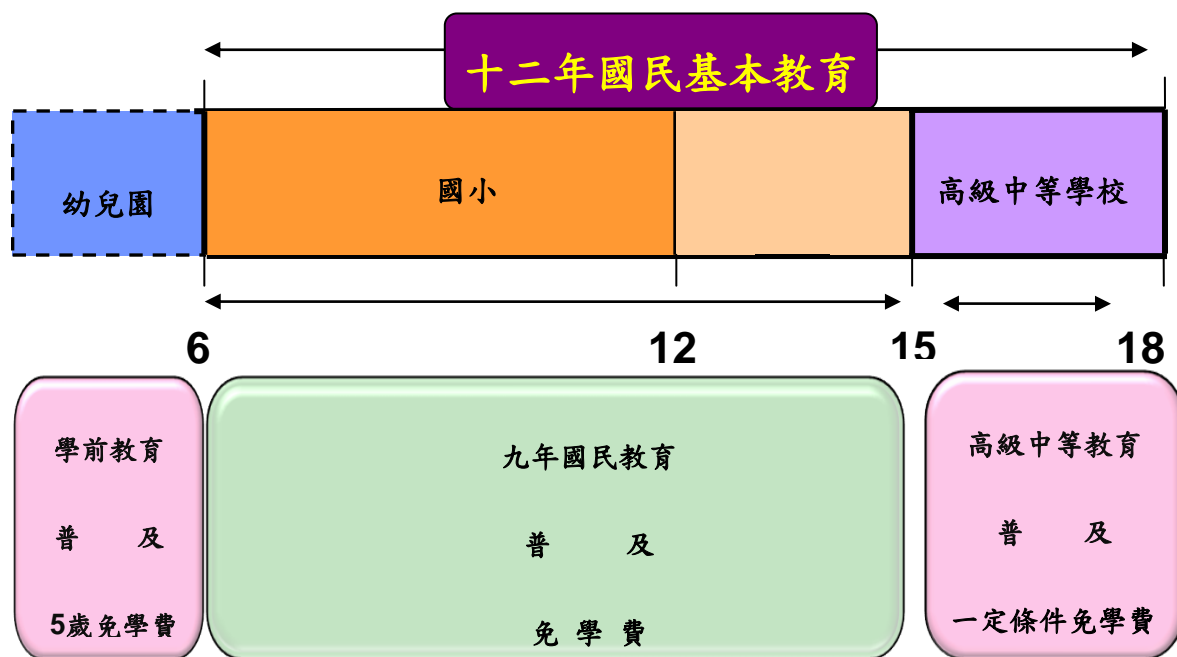 十二年國民基本教育
幼兒園
國小
高級中等學校
6
12
15
18
學前教育
普 及
5歲免學費
九年國民教育
普 及
免 學 費
高級中等教育
普 及
一定條件免學費